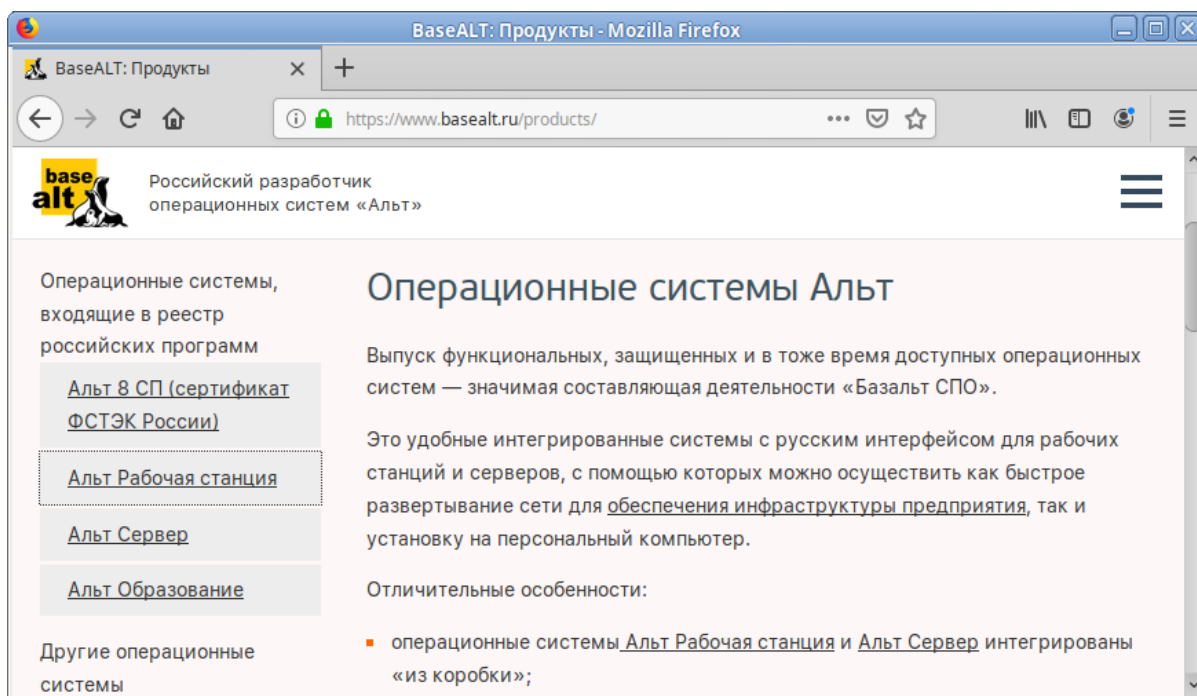 BaseALT: Продукты - Mozilla Firefox
BaseALT: Продукты
https://www.basealt.ru/products/
base
alt
Российский разработчик
операционных систем «Альт»
Операционные системы,
входящие в реестр
российских программ
Альт 8 СП (сертификат
ФСТЭК России)
Альт Рабочая станция
Альт Сервер
Альт Образование
Другие операционные
системы
Операционные системы Альт
Выпуск функциональных, защищенных и в тоже время доступных операционных
систем — значимая составляющая деятельности «Базальт СПО».
Это удобные интегрированные системы с русским интерфейсом для рабочих
станций и серверов, с помощью которых можно осуществить как быстрое
развертывание сети для обеспечения инфраструктуры предприятия, так и
установку на персональный компьютер.
Отличительные особенности:
операционные системы Альт Рабочая станция и Альт Сервер интегрированы
«из коробки»;